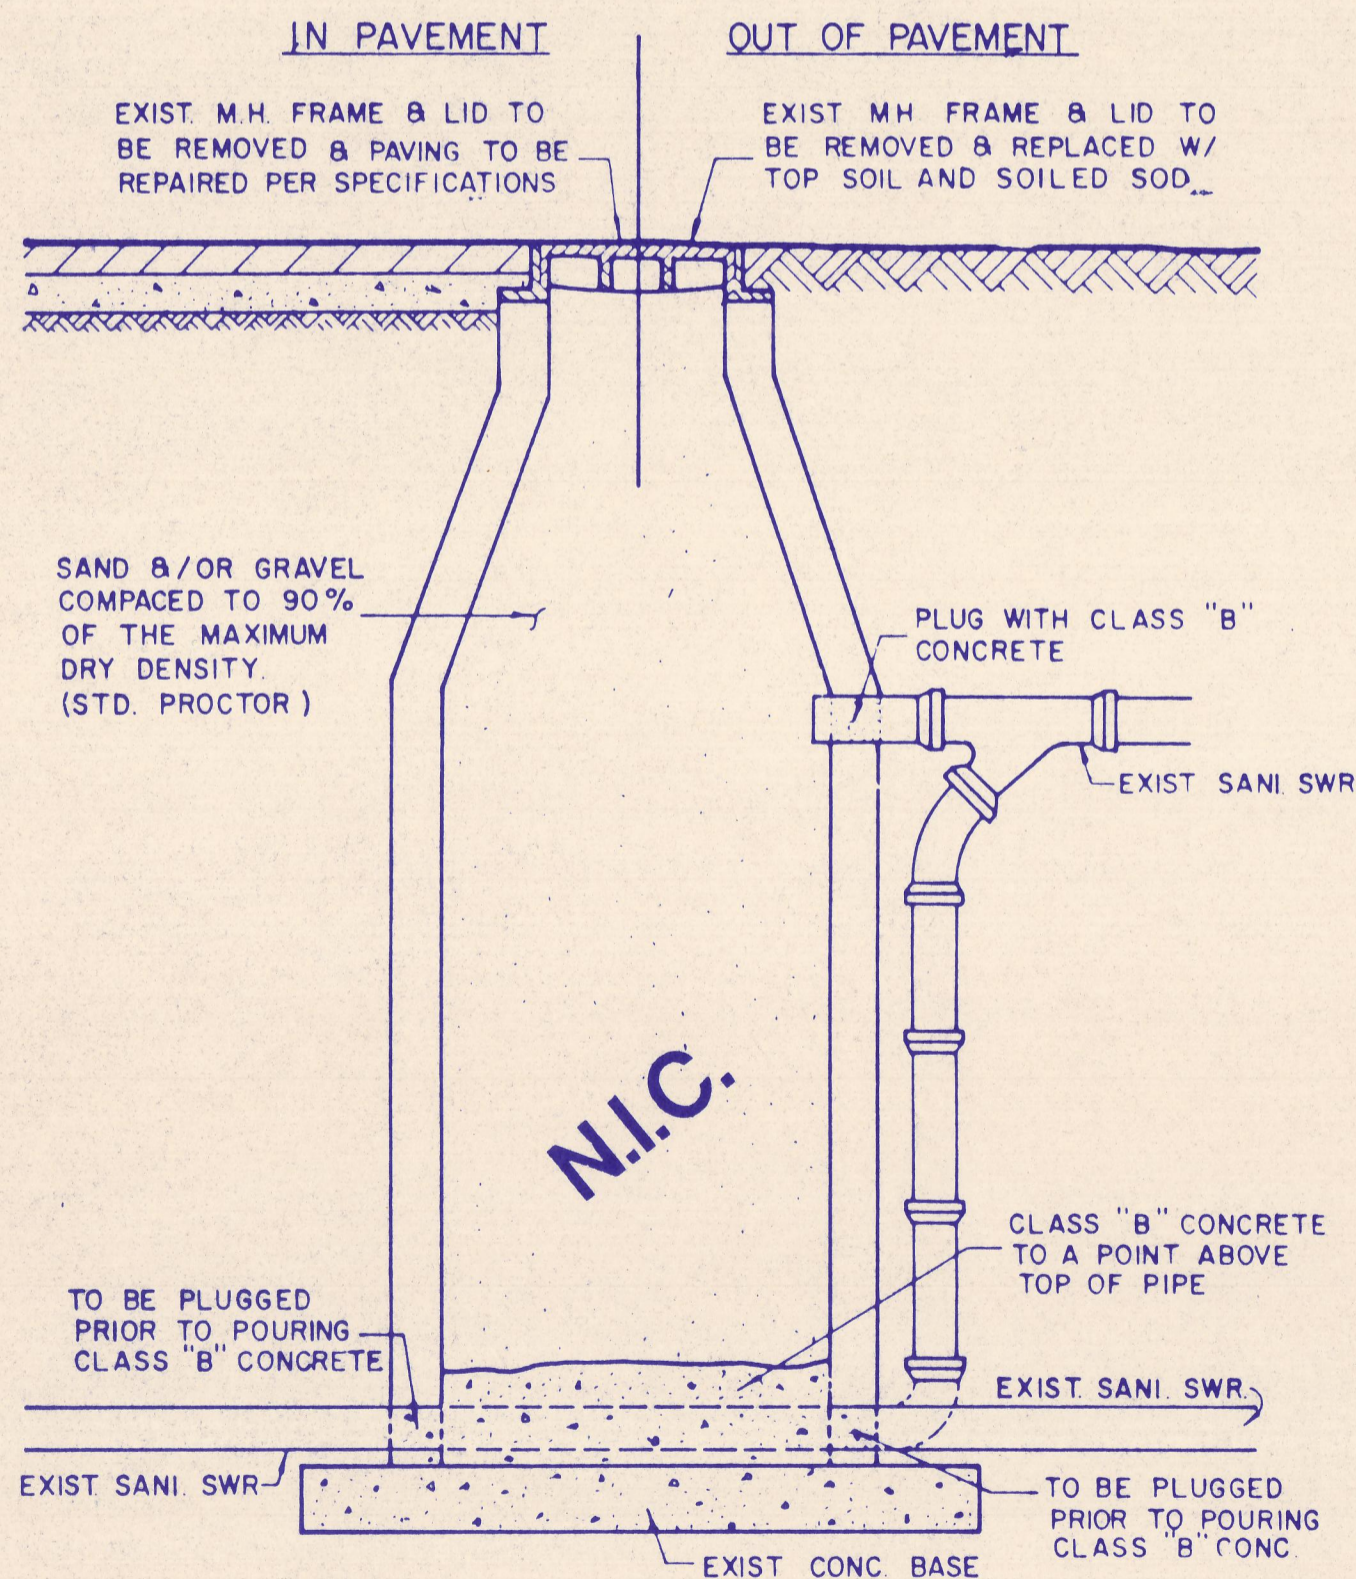 IN PAVEMENT
OUT OF PAVEMENT
EXIST. M.H. FRAME & LID TO
BE REMOVED & PAVING TO BE
REPAIRED PER SPECIFICATIONS
EXIST MH FRAME & LID TO
BE REMOVED & REPLACED W/
TOP SOIL AND SOILED SOD
SAND &/OR GRAVEL
COMPACED TO 90%
OF THE MAXIMUM
DRY DENSITY.
(STD. PROCTOR )
PLUG WITH CLASS "B"
CONCRETE
EXIST SANI. SWR
N.I.C.
CLASS "B" CONCRETE
TO A POINT ABOVE
TOP OF PIPE
TO BE PLUGGED
PRIOR TO POURING
CLASS "B" CONCRETE
EXIST. SANI. SWR.
EXIST. SANI. SWR
TO BE PLUGGED
PRIOR TO POURING
CLASS "B" CONC.
EXIST CONC. BASE